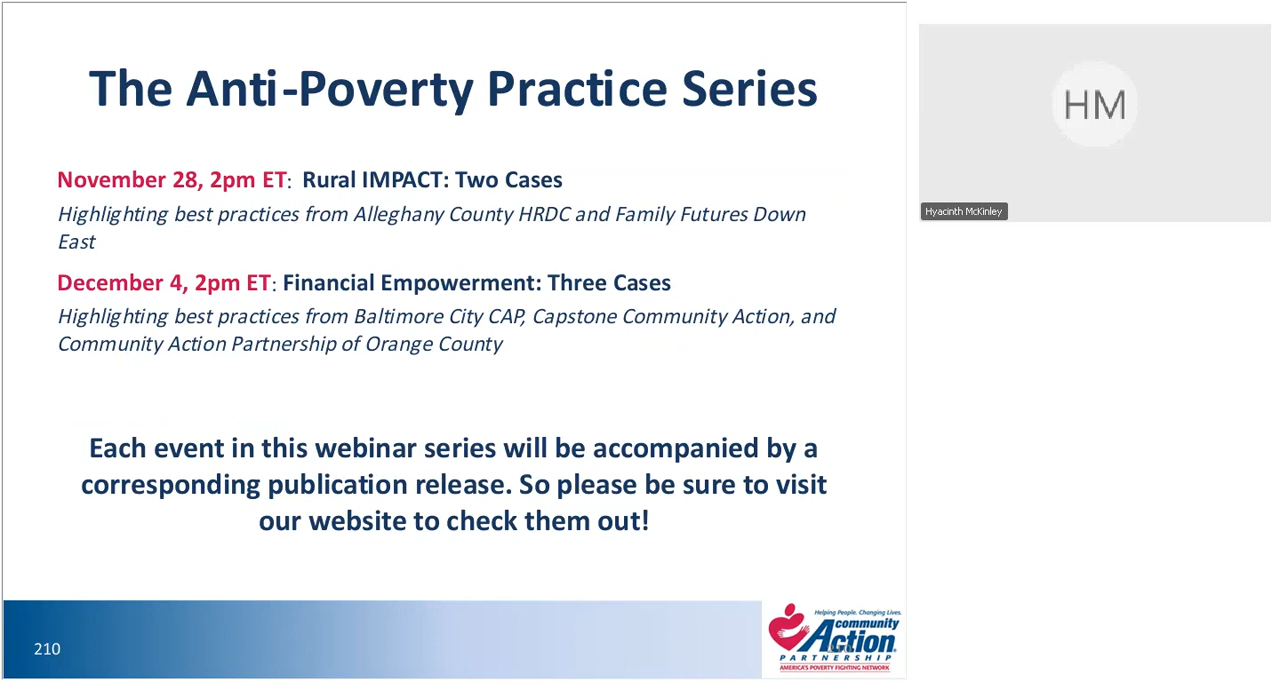 The Anti-Poverty Practice Series
November 28, 2pm ET: Rural IMPACT: Two Cases
Highlighting best practices from Alleghany County HRDC and Family Futures Down
East
December 4, 2pm ET: Financial Empowerment: Three Cases
Highlighting best practices from Baltimore City CAP, Capstone Community Action, and
Community Action Partnership of Orange County
Each event in this webinar series will be accompanied by a
corresponding publication release. So please be sure to visit
our website to check them out!
210
Helping People. Changing Lives.
community
Action
PARTNERSHIP
AMERICA'S POVERTY FIGHTING NETWORK
HM
Hyacinth McKinley